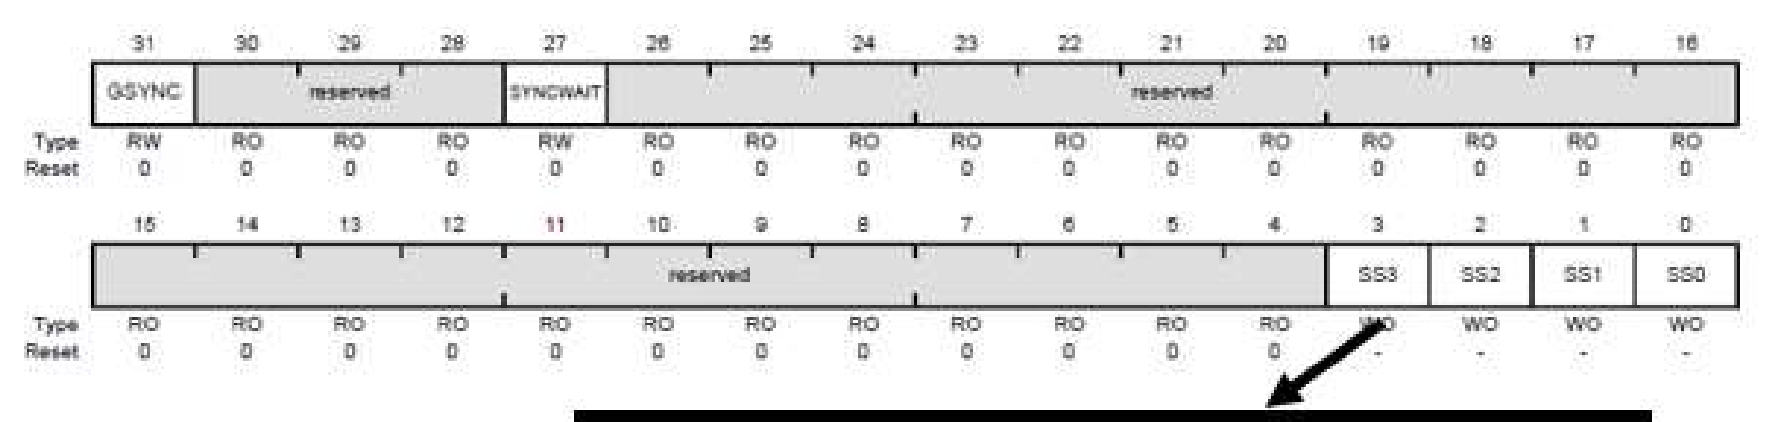 31 30 29 28 27 26 25 24 23 22 21 20 19 18 17 16
GSYNC reserved SYNCWAIT reserved
Type RW RO RO RO RW RO RO RO RO RO RO RO RO RO RO RO
Reset 0 0 0 0 0 0 0 0 0 0 0 0 0 0 0 0
15 14 13 12 11 10 9 8 7 6 5 4 3 2 1 0
reserved SS3 SS2 SS1 SS0
Type RO RO RO RO RO RO RO RO RO RO RO RO WO WO WO WO
Reset 0 0 0 0 0 0 0 0 0 0 0 0 - - - -